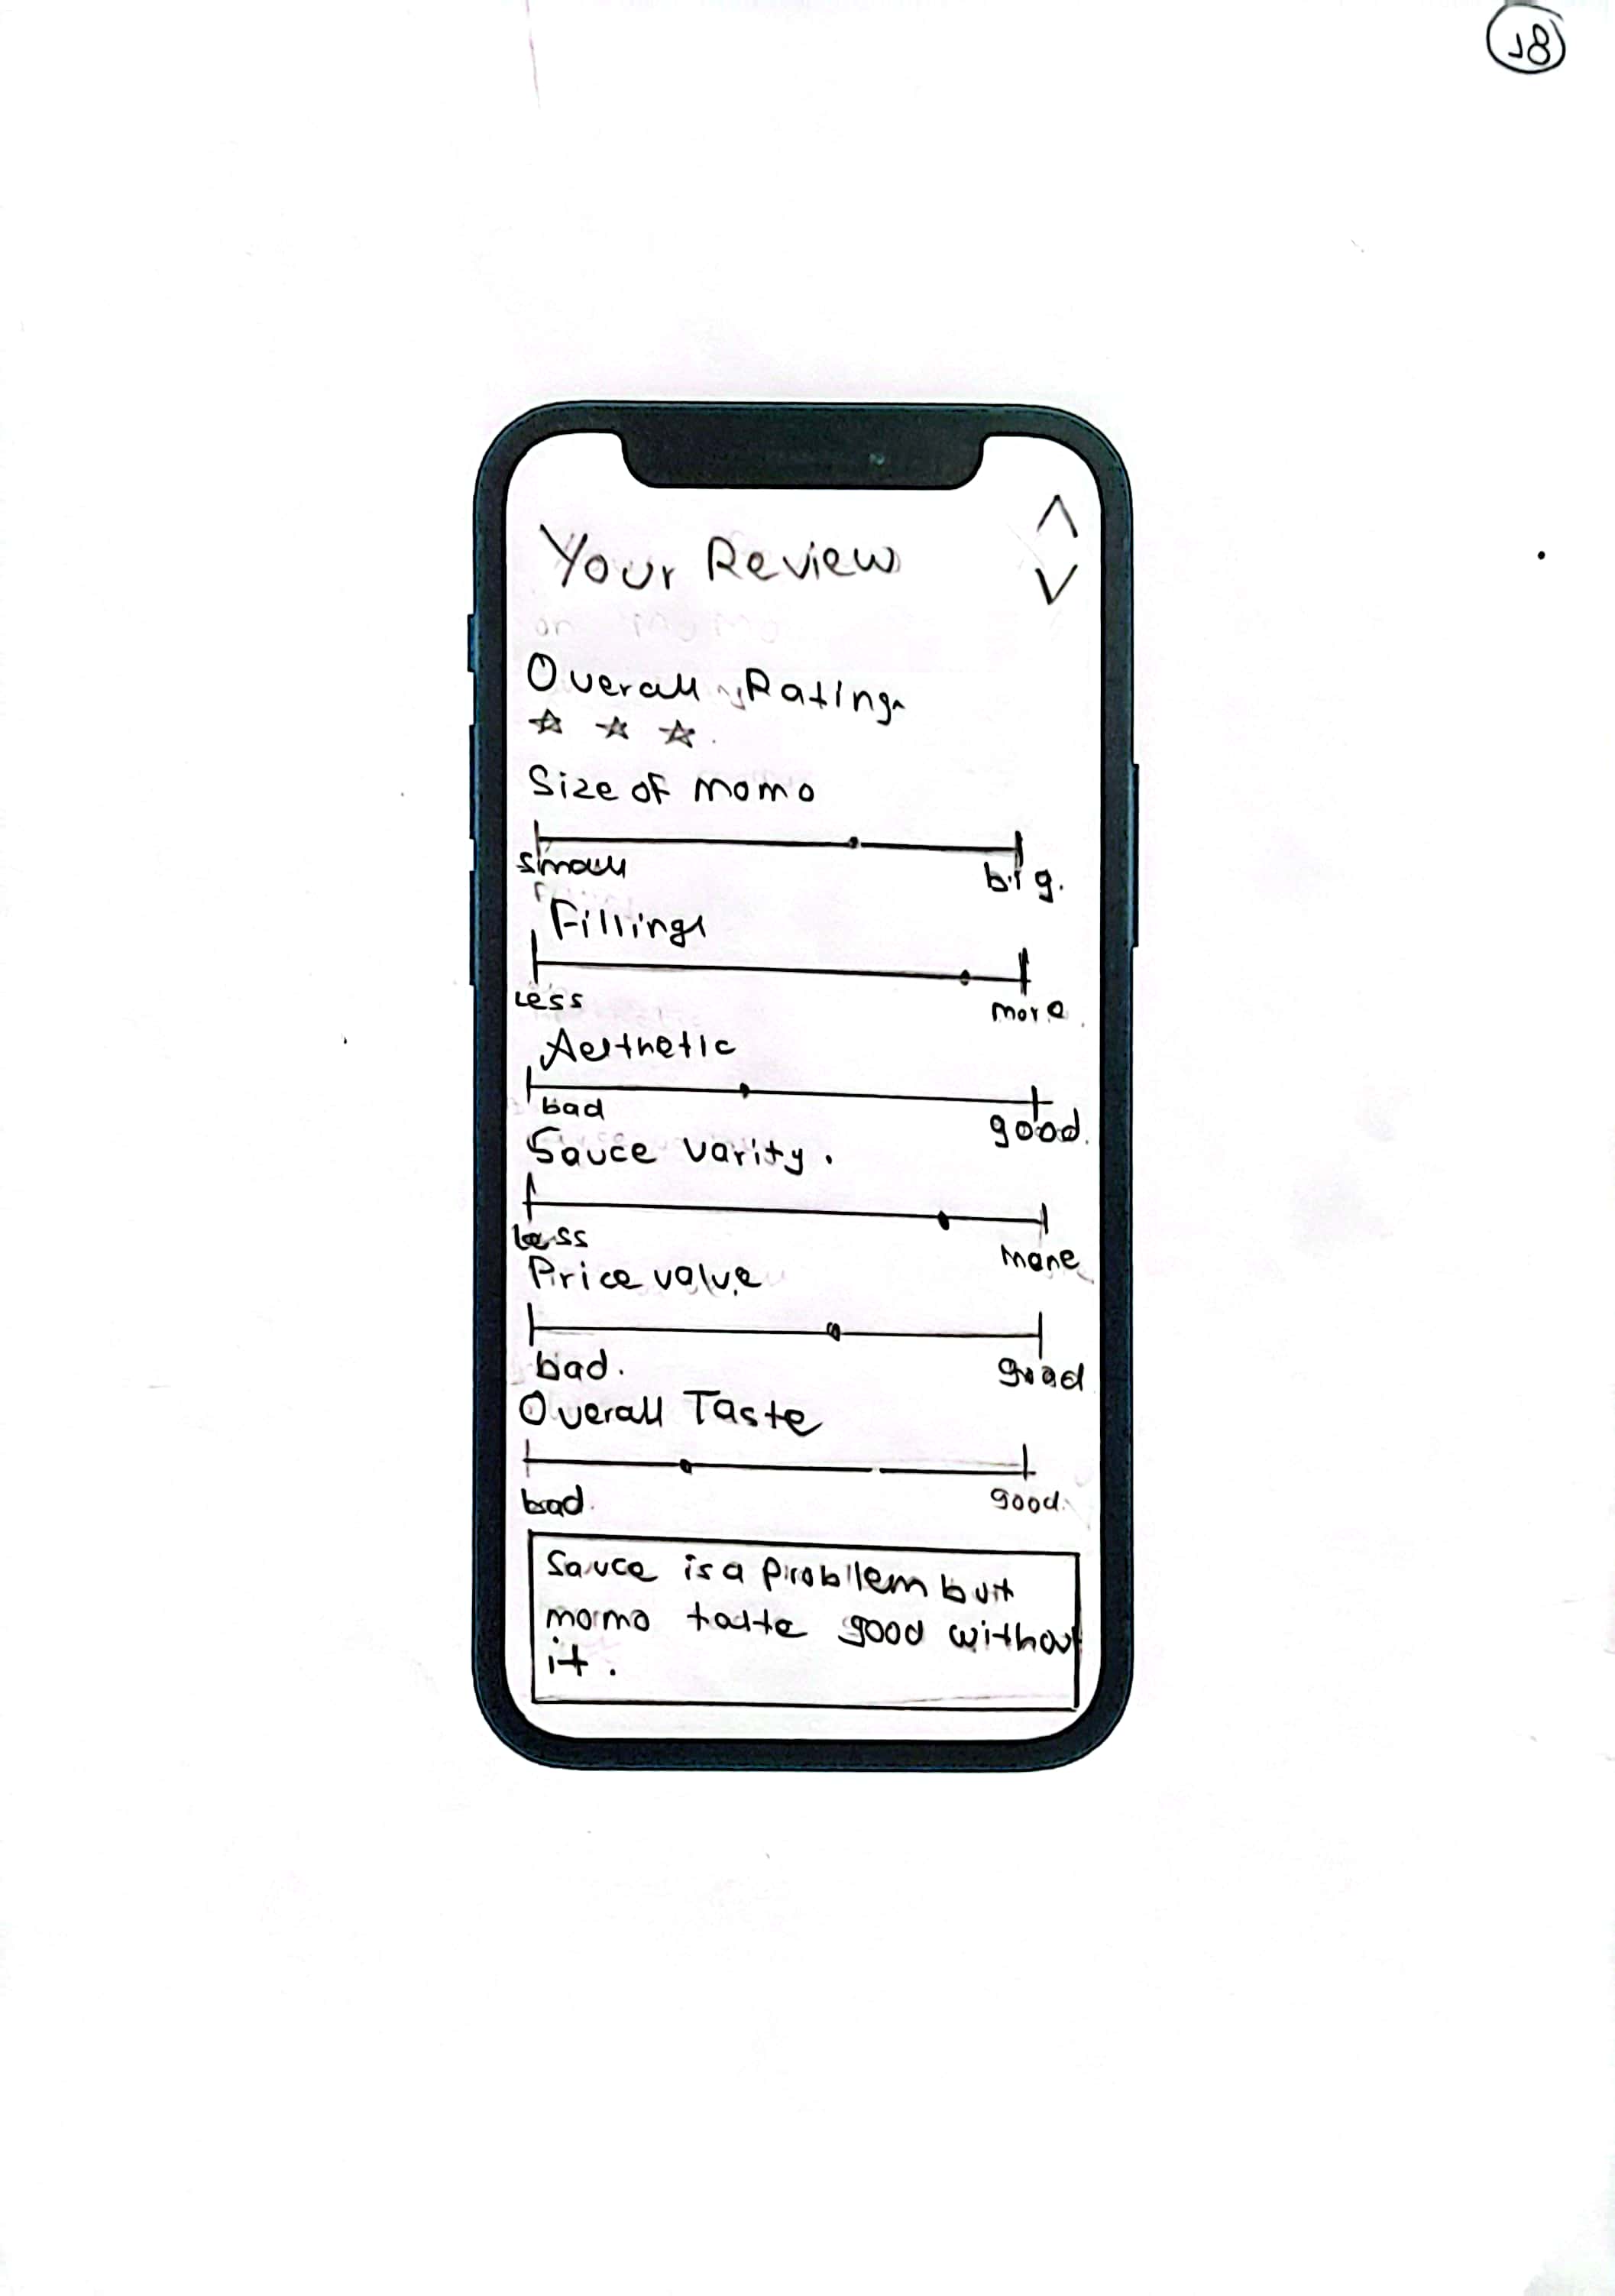 18
Your Review
Overall Rating
Size of momo
small
big.
Fillings
Less
more
Aesthetic
bad
good.
Sauce varity.
Less
more
Price value
bad.
good
Overall Taste
bad.
good.
Sauce is a problem but
momo taste good without
it.